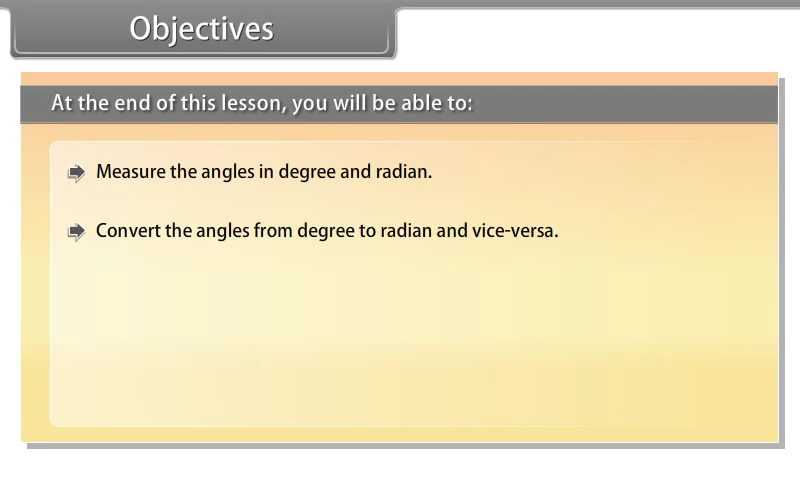 Objectives
At the end of this lesson, you will be able to:
Measure the angles in degree and radian.
Convert the angles from degree to radian and vice-versa.